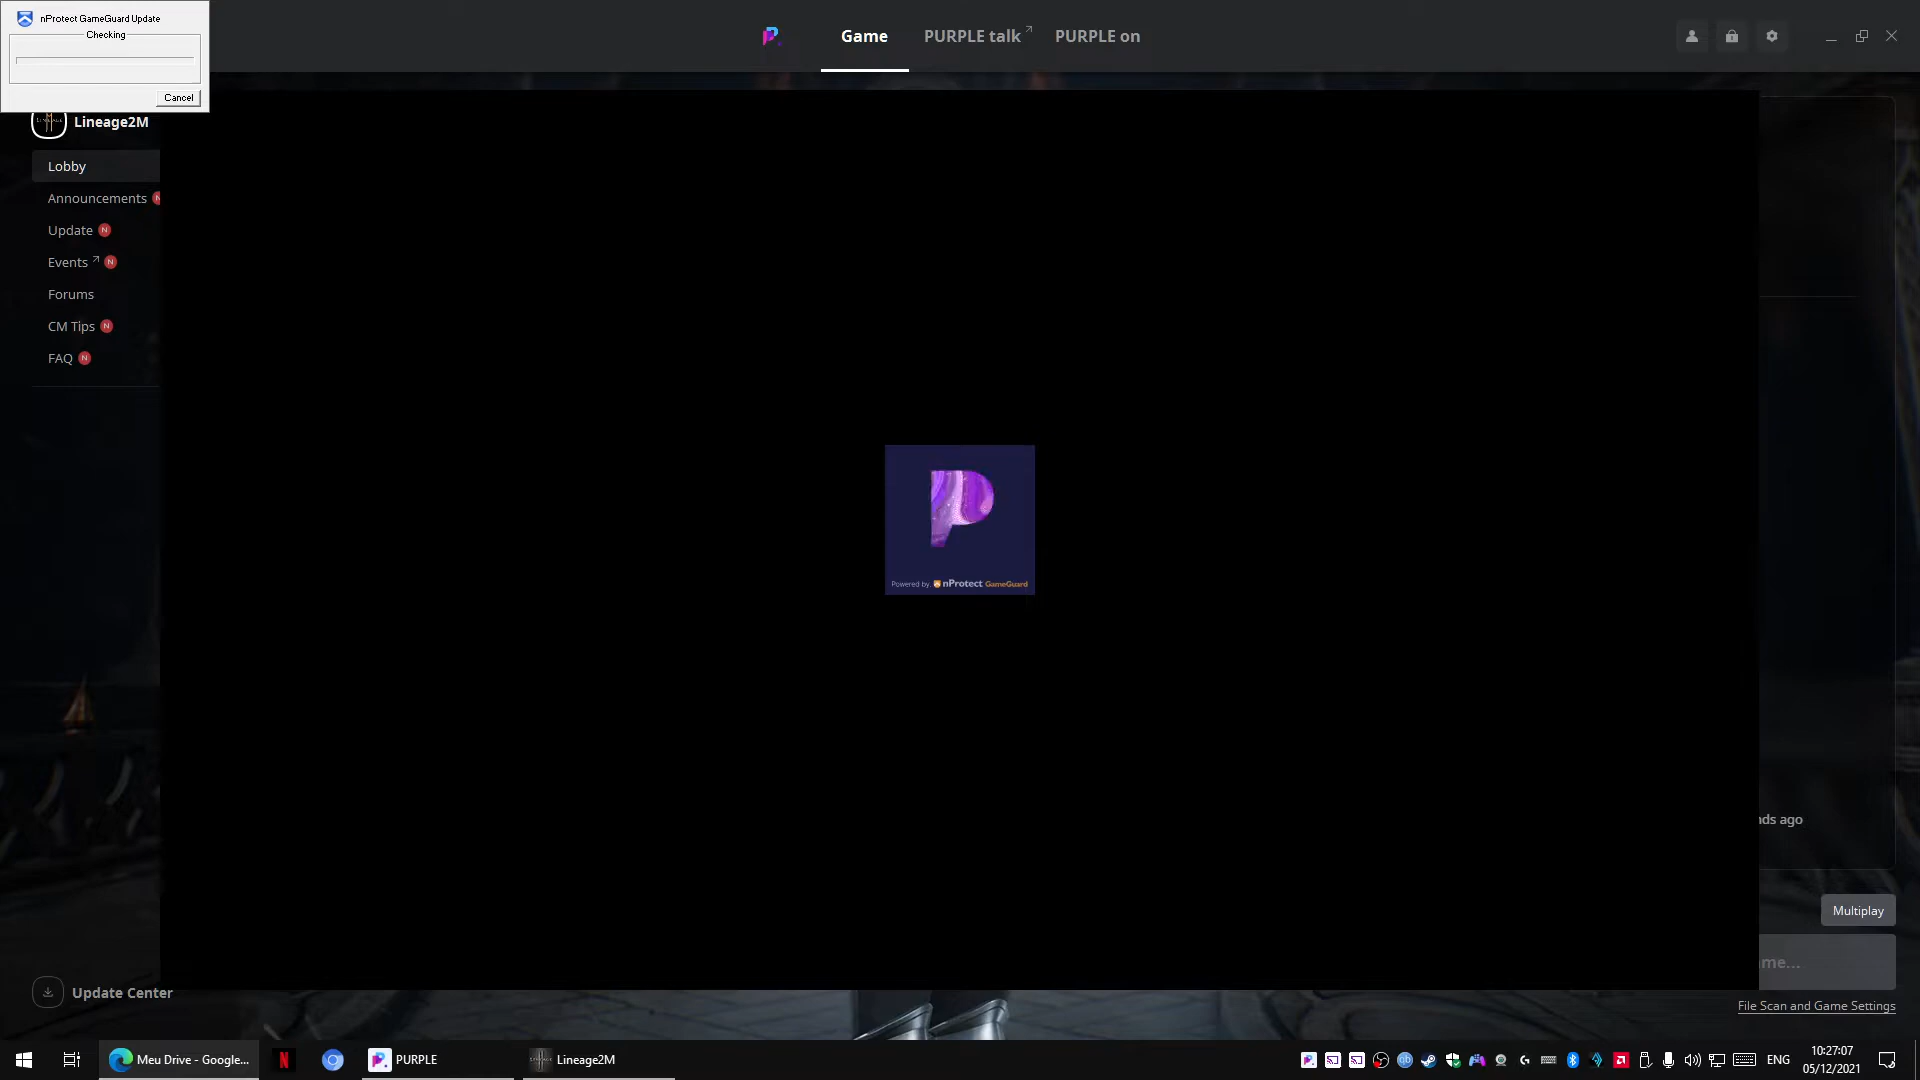 nProtect GameGuard Update
Checking
Cancel
Game
PURPLE talk
PURPLE on
Lineage2M
Lobby
Announcements N
Update N
Events N
Forums
CM Tips N
FAQ N
Powered by. nProtect GameGuard
ago
Multiplay
Update Center
File Scan and Game Settings
Meu Drive - Google...
PURPLE
Lineage2M
ENG
10:27:07
05/12/2021